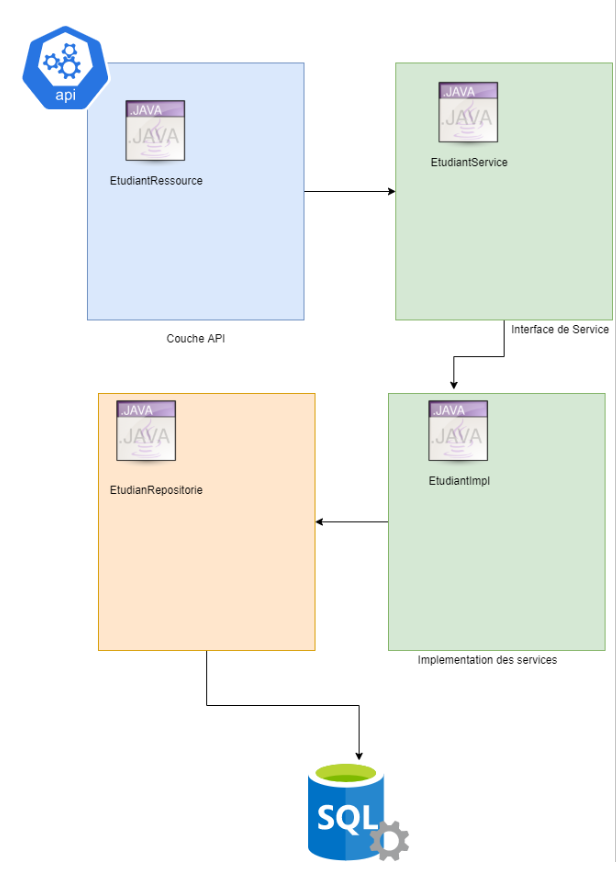 api
.JAVA
.JAVA
EtudiantRessource
Couche API
.JAVA
.JAVA
EtudiantService
Interface de Service
.JAVA
.JAVA
EtudianRepositorie
.JAVA
.JAVA
EtudiantImpl
Implementation des services
SQL